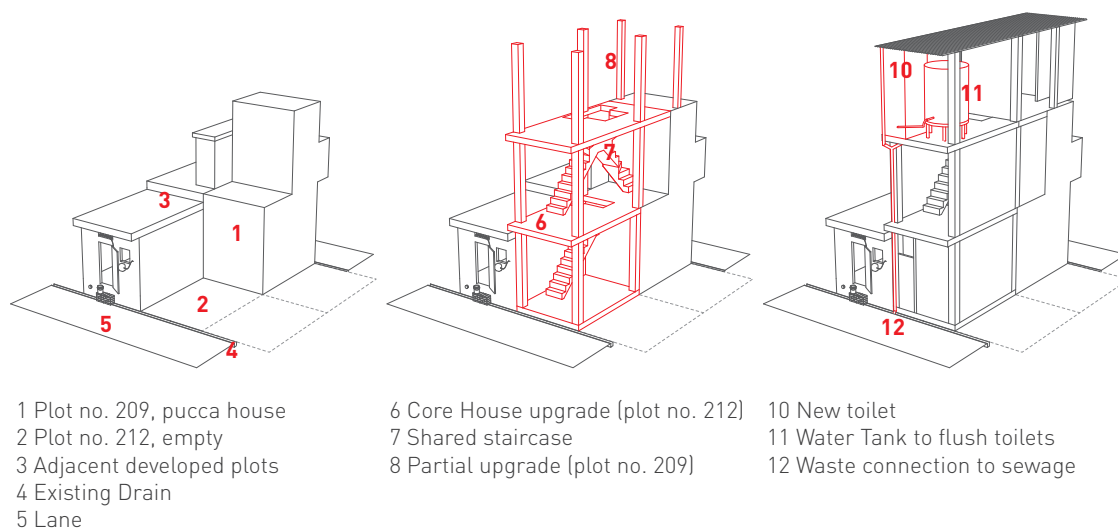 8
10
11
7
3
1
6
2
5
12
4
1 Plot no. 209, pucca house
2 Plot no. 212, empty
3 Adjacent developed plots
4 Existing Drain
5 Lane
6 Core House upgrade (plot no. 212)
7 Shared staircase
8 Partial upgrade (plot no. 209)
10 New toilet
11 Water Tank to flush toilets
12 Waste connection to sewage